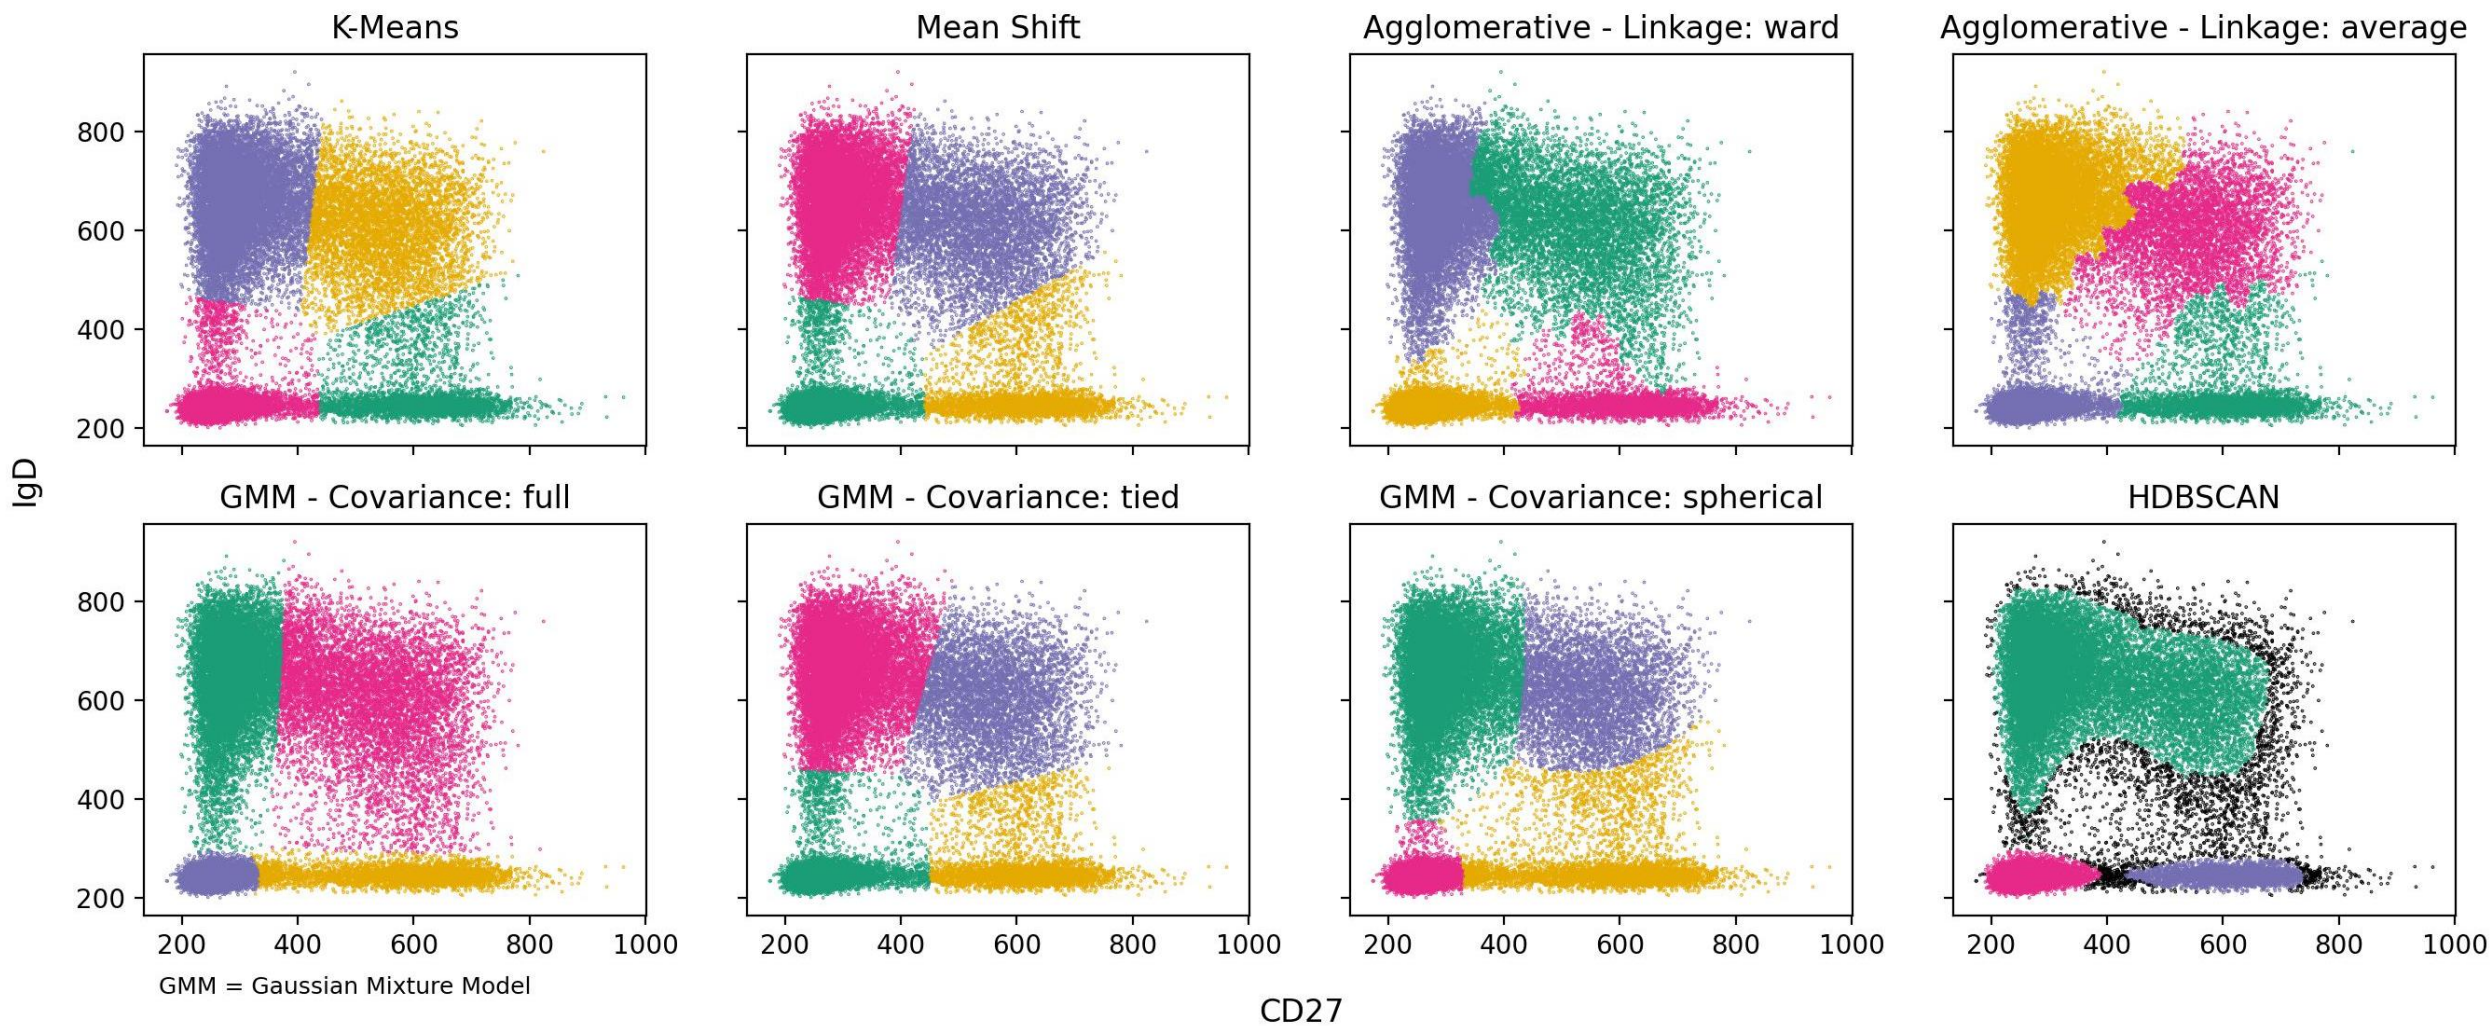 K-Means
Mean Shift
Agglomerative - Linkage: ward
Agglomerative - Linkage: average
800
600
400
200
IgD
GMM - Covariance: full
GMM - Covariance: tied
GMM - Covariance: spherical
HDBSCAN
800
600
400
200
200 400 600 800 1000
200 400 600 800 1000
200 400 600 800 1000
200 400 600 800 1000
GMM = Gaussian Mixture Model
CD27